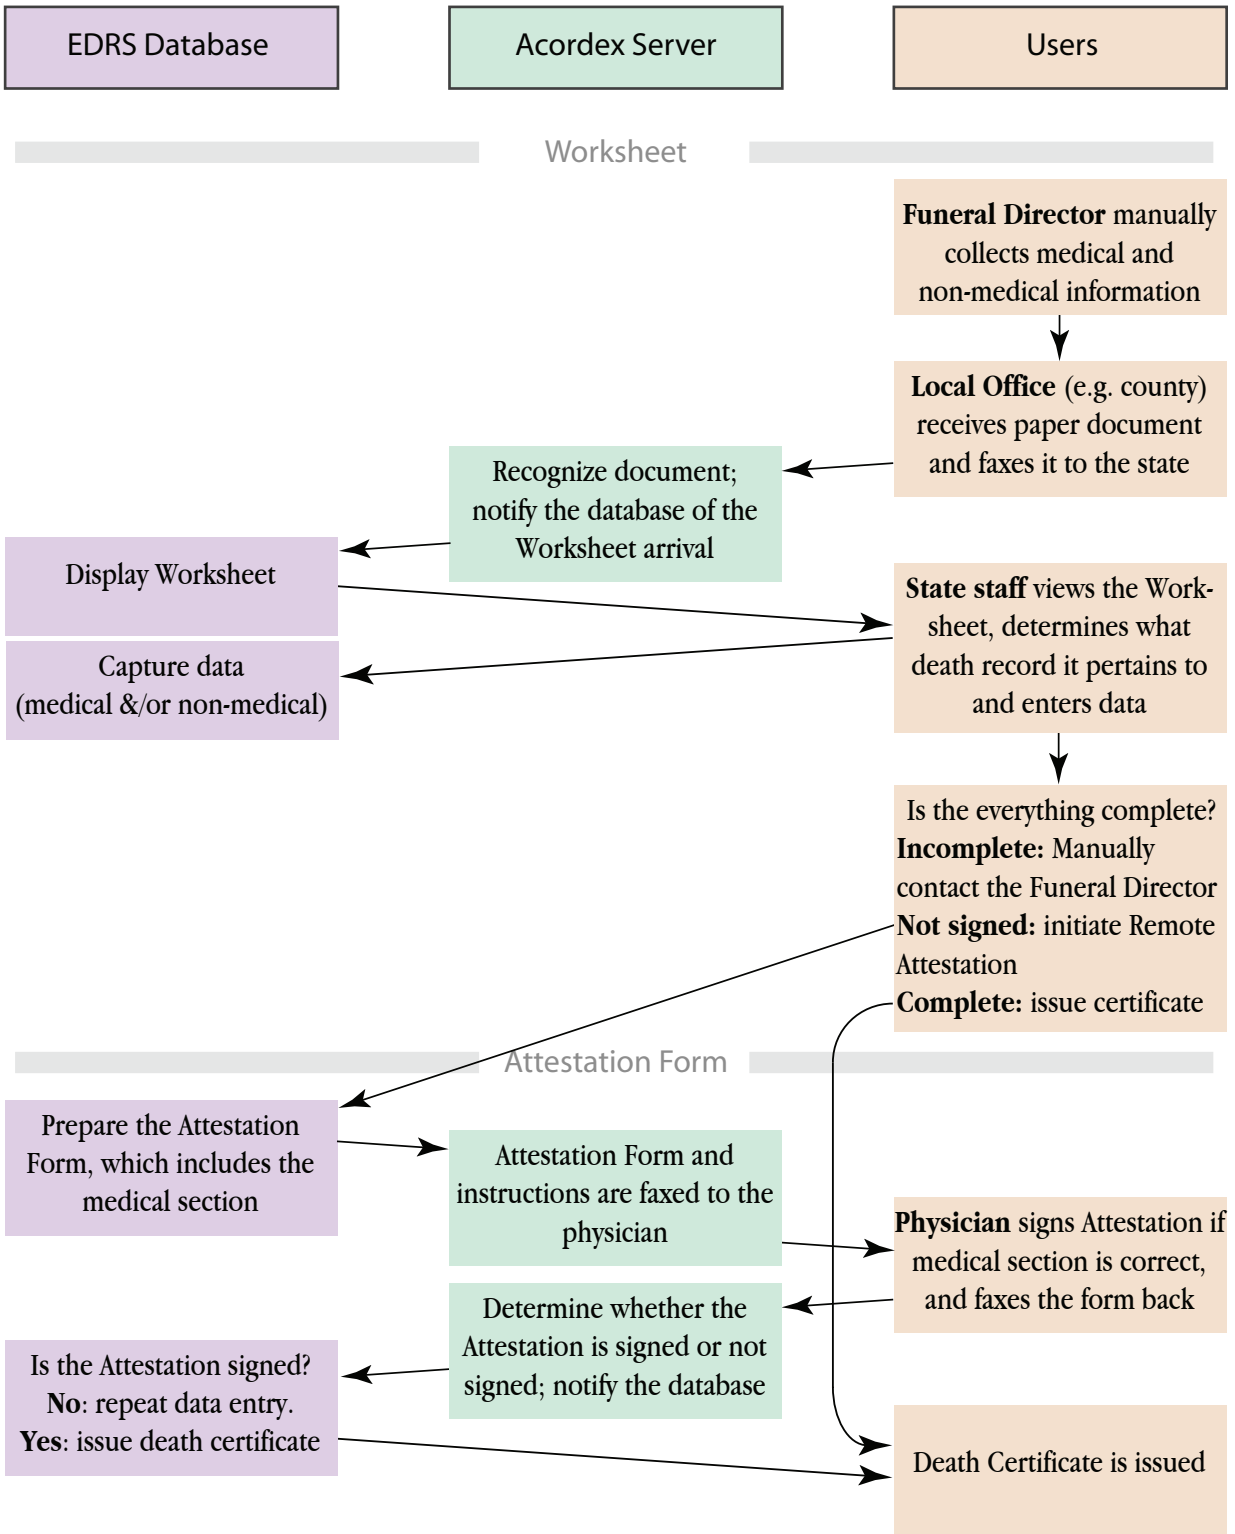 EDRS Database
Acordex Server
Users
Worksheet
Funeral Director manually
collects medical and
non-medical information
Local Office (e.g. county)
receives paper document
and faxes it to the state
Recognize document;
notify the database of the
Worksheet arrival
Display Worksheet
State staff views the Work-
sheet, determines what
death record it pertains to
and enters data
Capture data
(medical &/or non-medical)
Is the everything complete?
Incomplete: Manually
contact the Funeral Director
Not signed: initiate Remote
Attestation
Complete: issue certificate
Attestation Form
Prepare the Attestation
Form, which includes the
medical section
Attestation Form and
instructions are faxed to the
physician
Physician signs Attestation if
medical section is correct,
and faxes the form back
Determine whether the
Attestation is signed or not
signed; notify the database
Is the Attestation signed?
No: repeat data entry.
Yes: issue death certificate
Death Certificate is issued